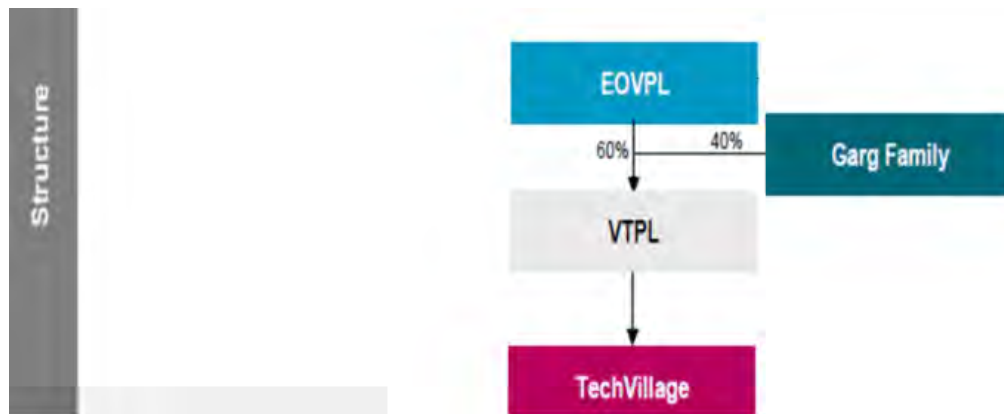 Structure
EOVPL
60%
40%
Garg Family
VTPL
TechVillage